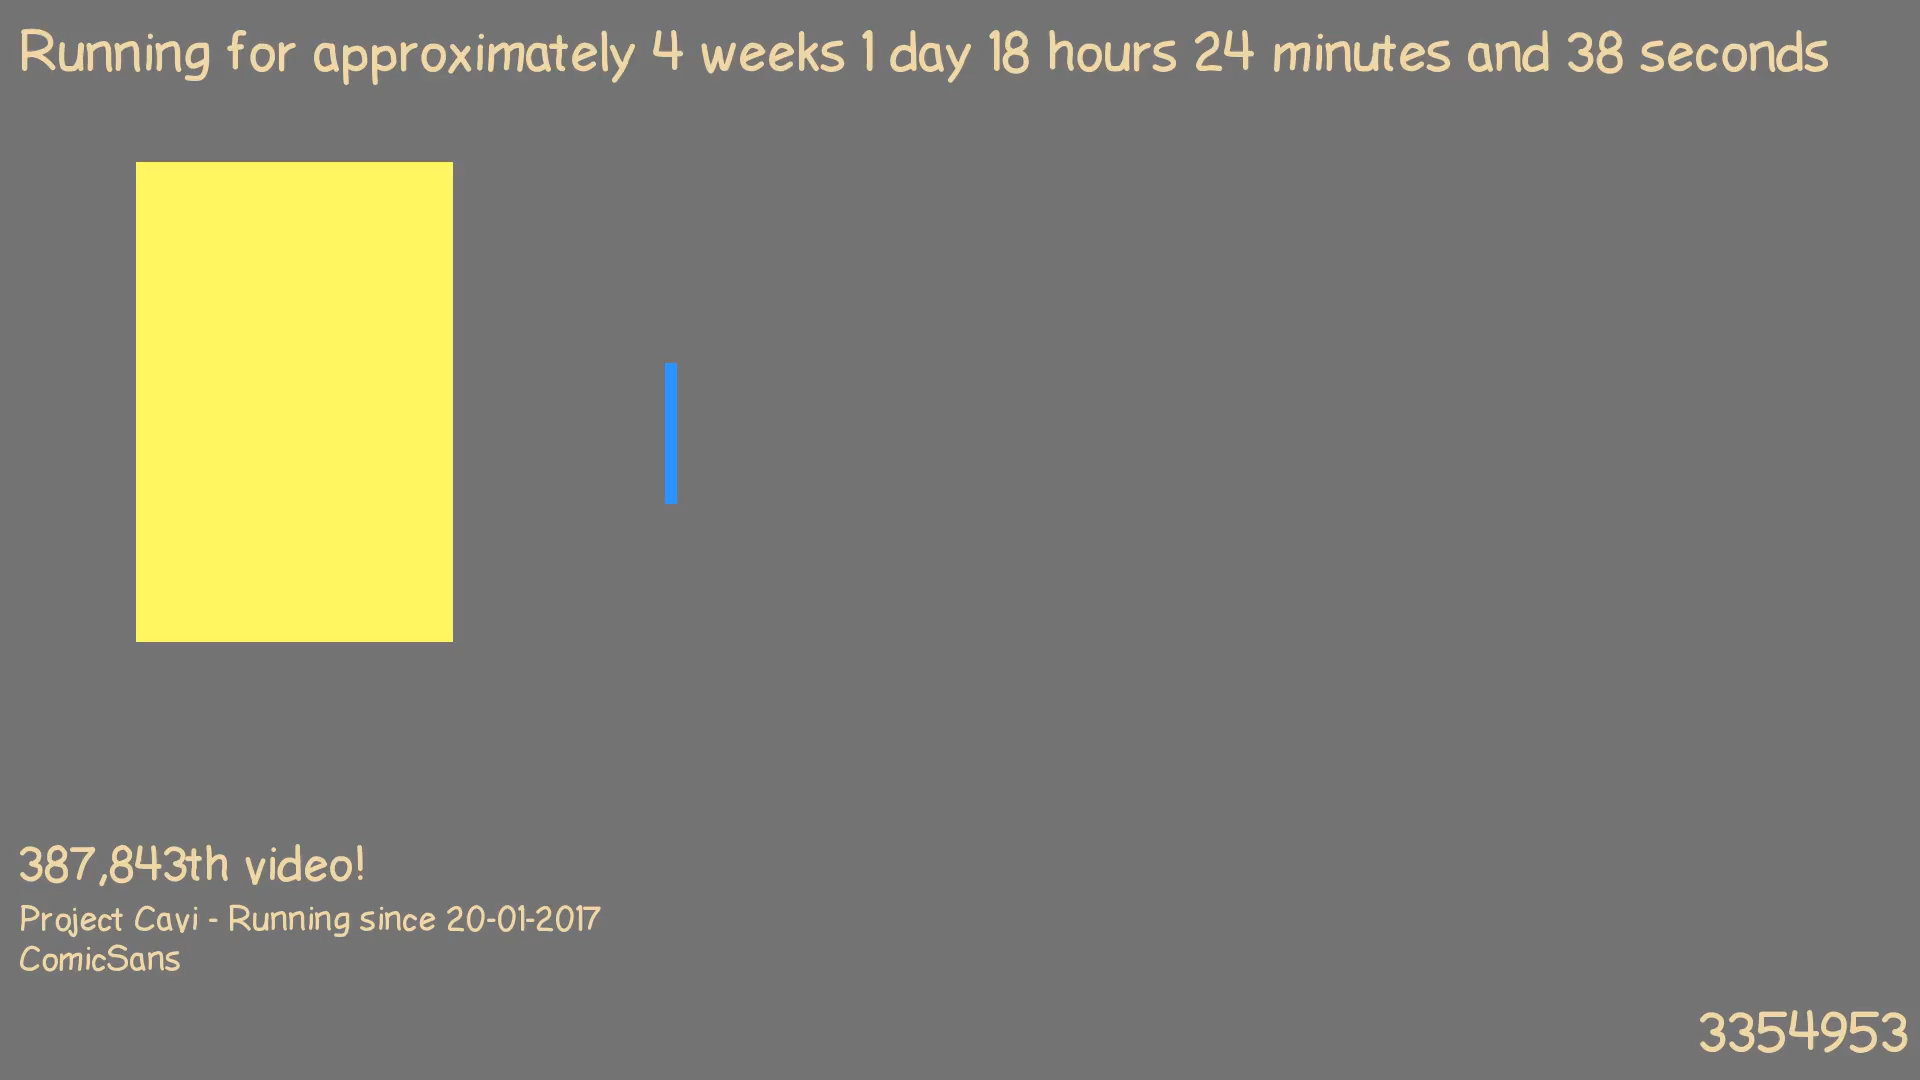 Running for approximately 4 weeks 1 day 18 hours 24 minutes and 38 seconds
387,843th video!
Project Cavi - Running since 20-01-2017
ComicSans
3354953